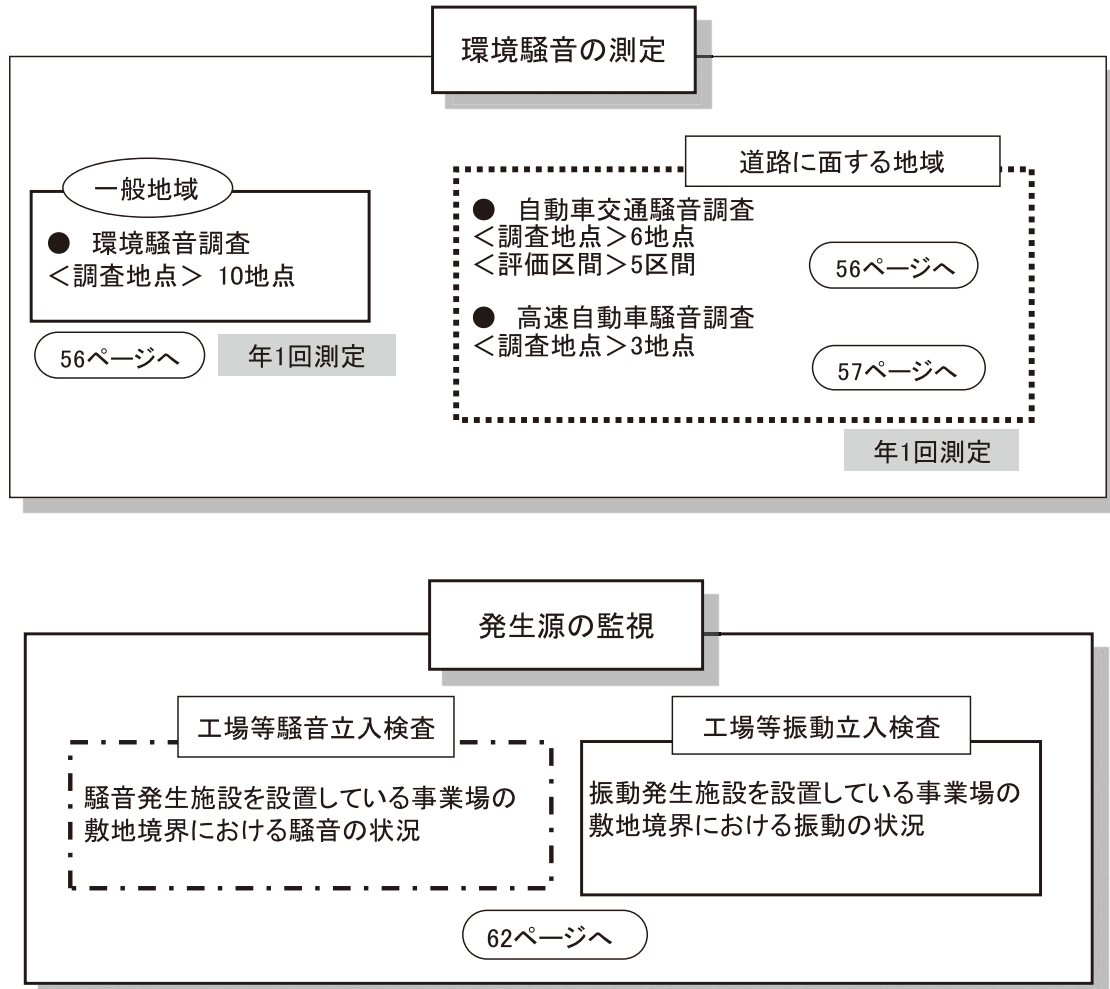 環境騒音の測定
一般地域
● 環境騒音調査
＜調査地点＞ 10地点
56ページへ
年1回測定
道路に面する地域
● 自動車交通騒音調査
＜調査地点＞6地点
＜評価区間＞5区間
56ページへ
● 高速自動車騒音調査
＜調査地点＞3地点
57ページへ
年1回測定
発生源の監視
工場等騒音立入検査
騒音発生施設を設置している事業場の
敷地境界における騒音の状況
工場等振動立入検査
振動発生施設を設置している事業場の
敷地境界における振動の状況
62ページへ